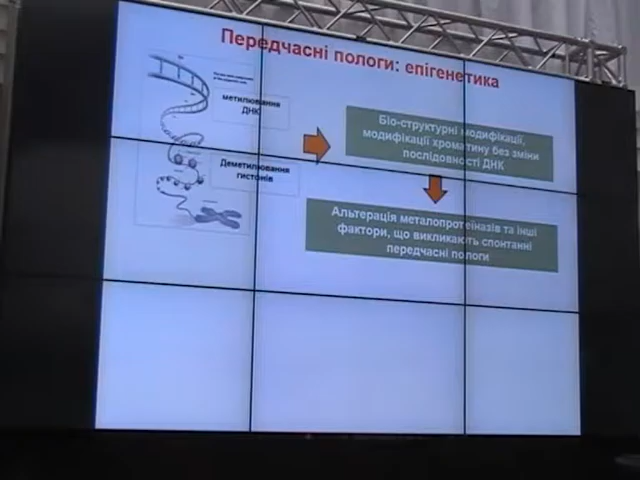 Передчасні пологи: епігенетика
метилювання
ДНК
Деметилювання
гистонів
Біо-структурні модифікації,
модифікації хроматину без зміни
послідовності ДНК
Альтерація металопротеїназів та інші
фактори, що викликають спонтанні
передчасні пологи